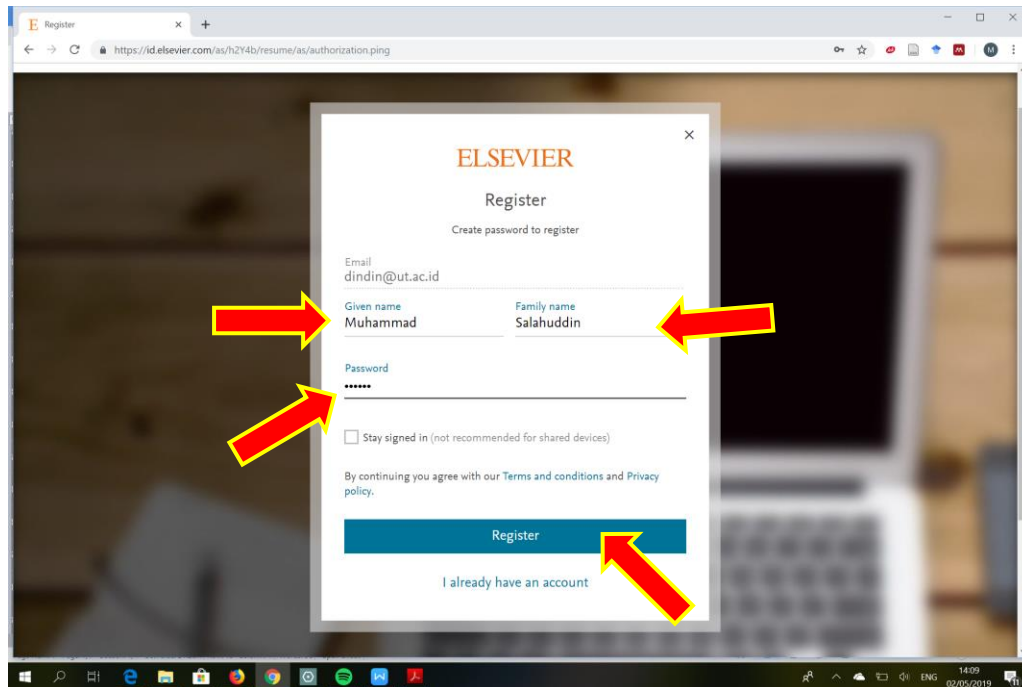 Register
https://id.elsevier.com/as/h2Y4b/resume/as/authorization.ping
M
ELSEVIER
Register
Create password to register
Email
dindin@ut.ac.id
Given name Family name
Muhammad Salahuddin
Password
••••••
Stay signed in (not recommended for shared devices)
By continuing you agree with our Terms and conditions and Privacy
policy.
Register
I already have an account
ENG
14:09
02/05/2019